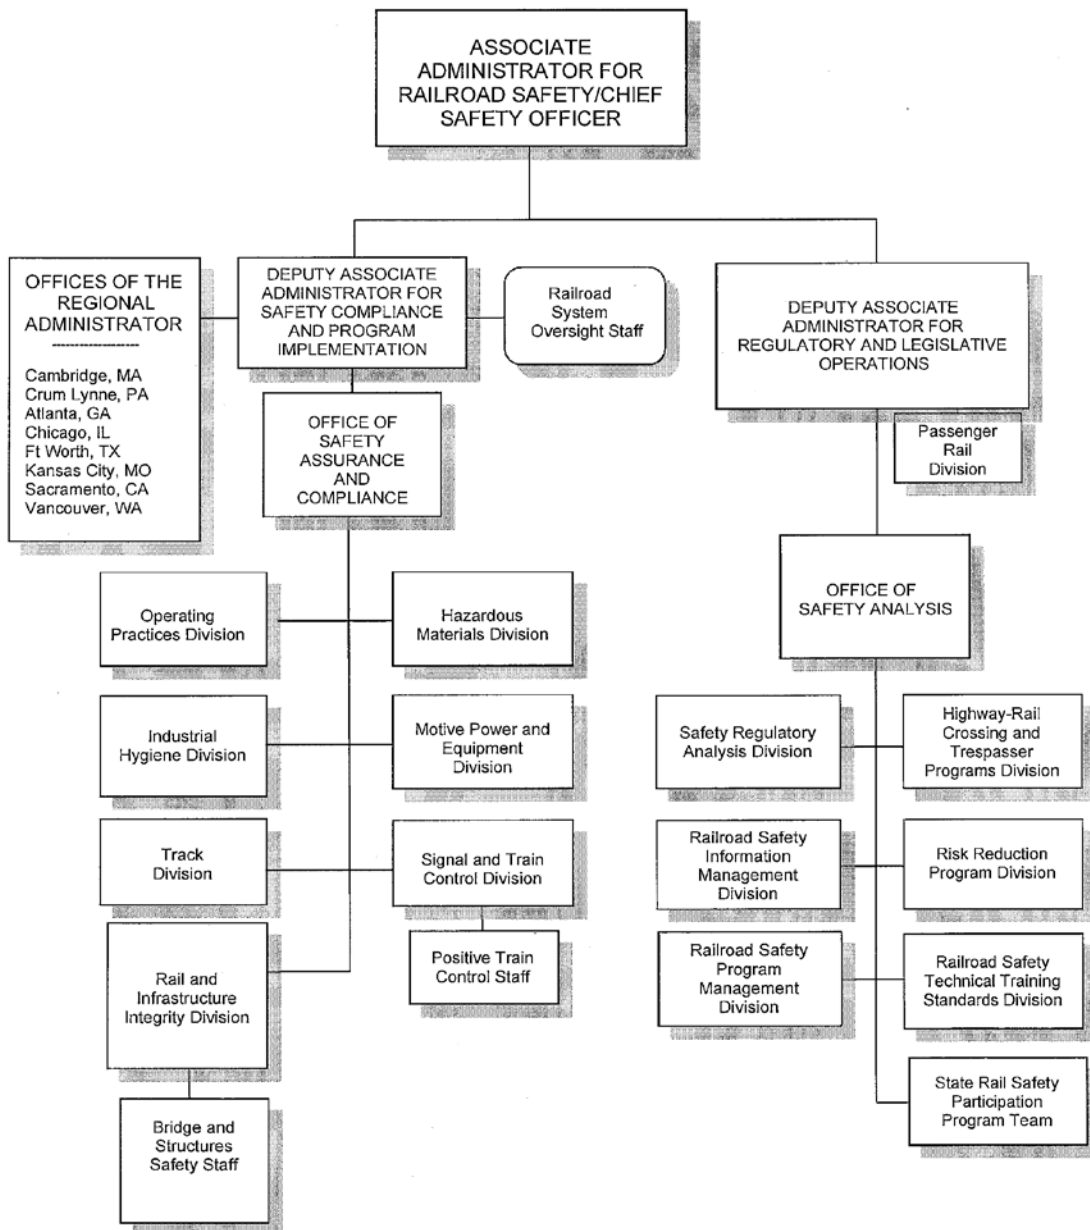 ASSOCIATE
ADMINISTRATOR FOR
RAILROAD SAFETY/CHIEF
SAFETY OFFICER
OFFICES OF THE
REGIONAL
ADMINISTRATOR
--------------------
Cambridge, MA
Crum Lynne, PA
Atlanta, GA
Chicago, IL
Ft Worth, TX
Kansas City, MO
Sacramento, CA
Vancouver, WA
DEPUTY ASSOCIATE
ADMINISTRATOR FOR
SAFETY COMPLIANCE
AND PROGRAM
IMPLEMENTATION
Railroad
System
Oversight Staff
DEPUTY ASSOCIATE
ADMINISTRATOR FOR
REGULATORY AND LEGISLATIVE
OPERATIONS
OFFICE OF
SAFETY
ASSURANCE
AND
COMPLIANCE
Passenger
Rail
Division
OFFICE OF
SAFETY ANALYSIS
Operating
Practices Division
Hazardous
Materials Division
Industrial
Hygiene Division
Motive Power and
Equipment
Division
Track
Division
Signal and Train
Control Division
Rail and
Infrastructure
Integrity Division
Positive Train
Control Staff
Bridge and
Structures
Safety Staff
Safety Regulatory
Analysis Division
Highway-Rail
Crossing and
Trespasser
Programs Division
Railroad Safety
Information
Management
Division
Risk Reduction
Program Division
Railroad Safety
Program
Management
Division
Railroad Safety
Technical Training
Standards Division
State Rail Safety
Participation
Program Team